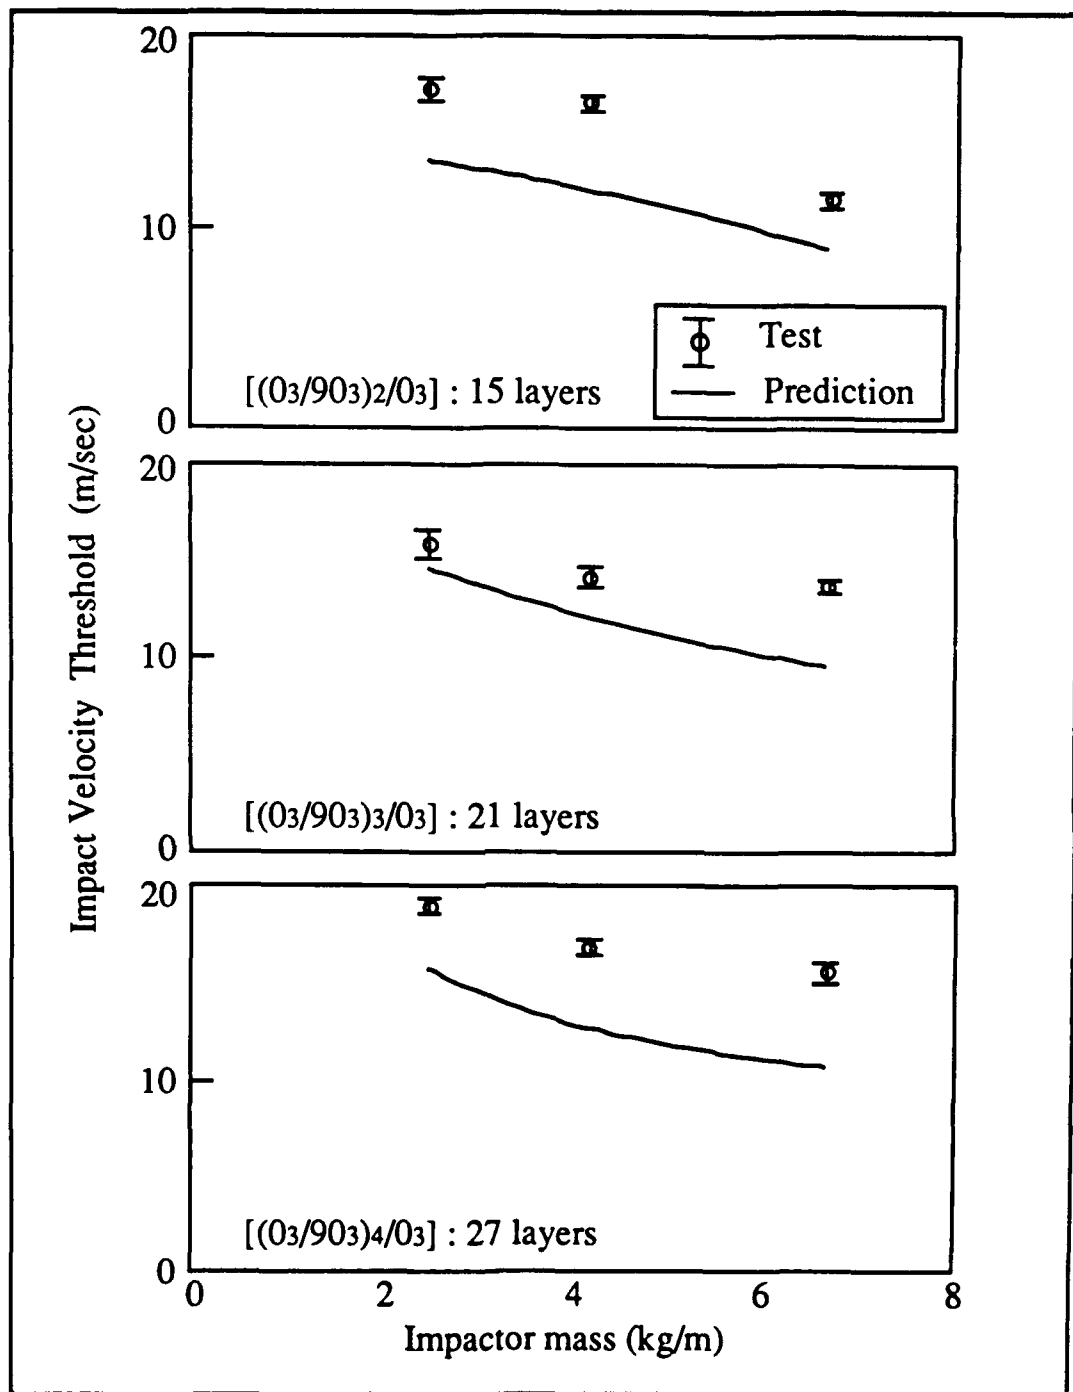 Impact Velocity Threshold (m/sec)
20
10
0
Test
Prediction
[(03/903)2/03] : 15 layers
20
10
0
[(03/903)3/03] : 21 layers
20
10
0
[(03/903)4/03] : 27 layers
0 2 4 6 8
Impactor mass (kg/m)